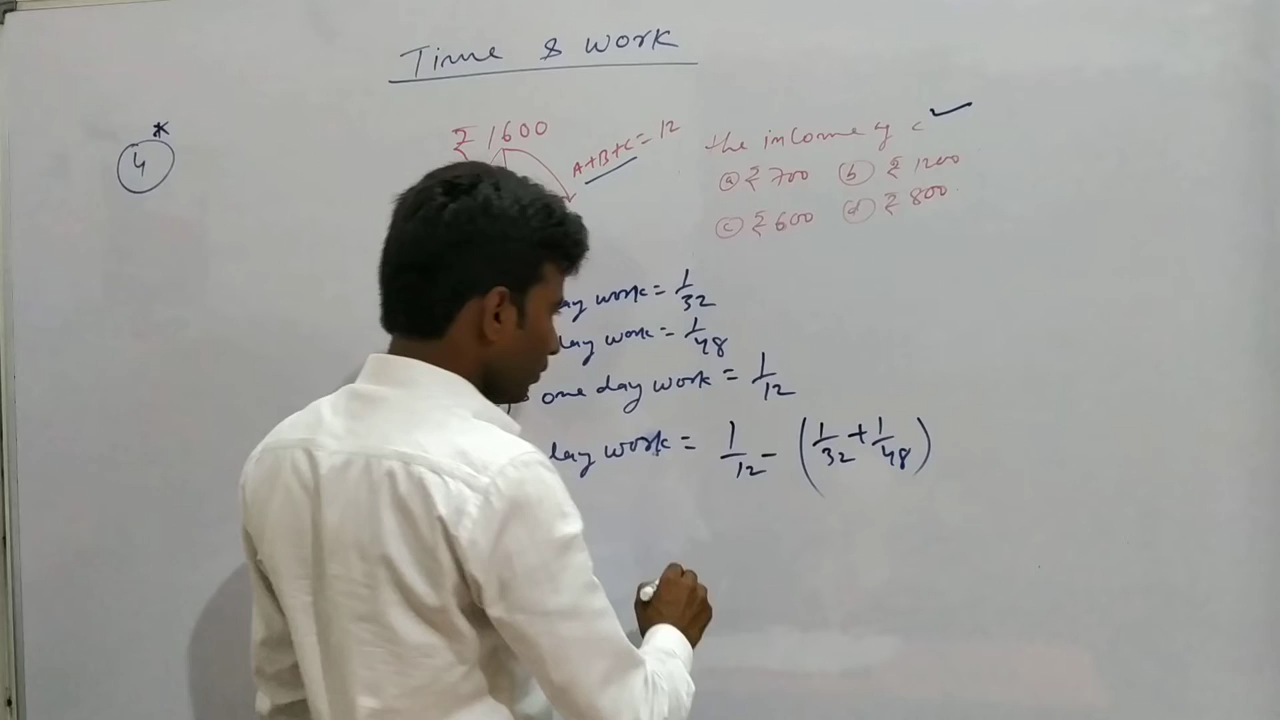 Time & work
*
4
₹ 1600
A+B+C = 12
the income of c ✓
(a) ₹ 700 (b) ₹ 1200
(c) ₹ 600 (d) ₹ 800.
ay work = 1/32
day work = 1/48
one day work = 1/12
day work = 1/12 - (1/32 + 1/48)